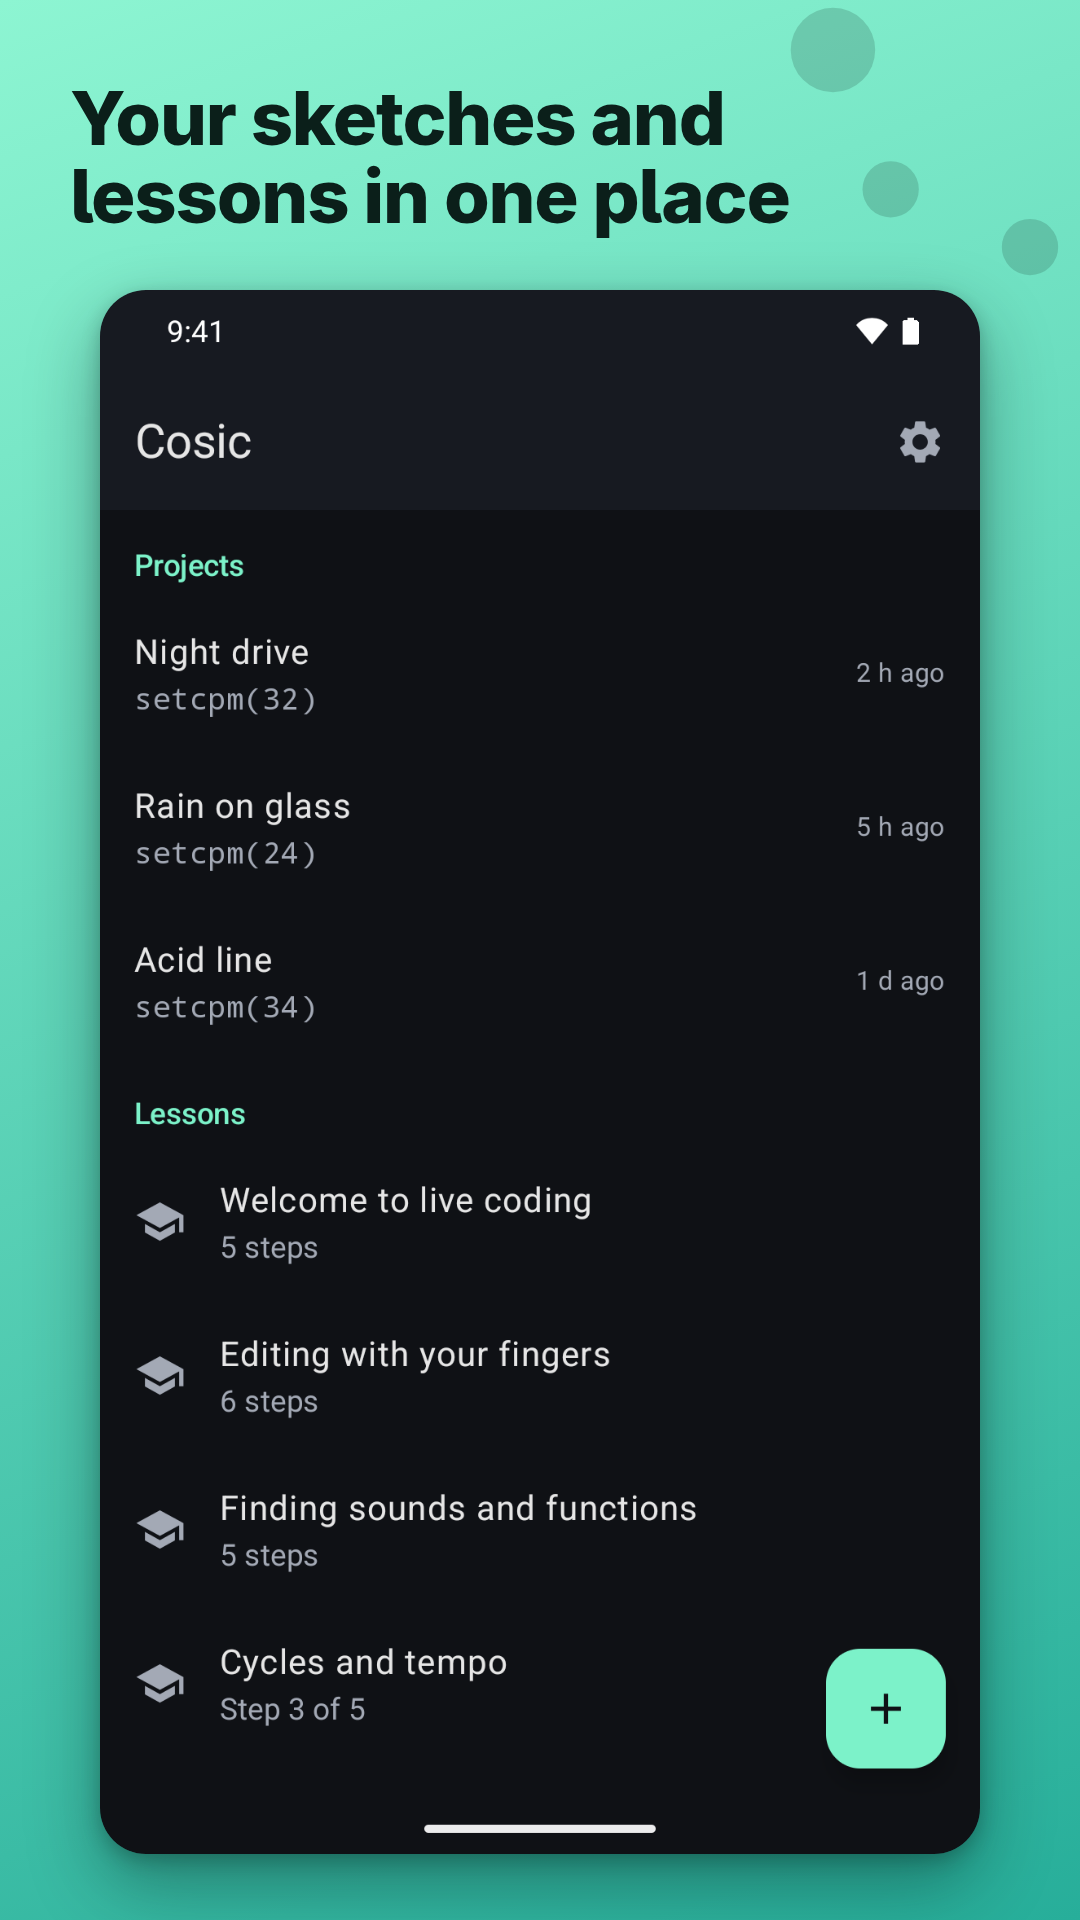 Your sketches and
lessons in one place
9:41
Cosic
Projects
Night drive
setcpm(32)
2 h ago
Rain on glass
setcpm(24)
5 h ago
Acid line
setcpm(34)
1 d ago
Lessons
Welcome to live coding
5 steps
Editing with your fingers
6 steps
Finding sounds and functions
5 steps
Cycles and tempo
Step 3 of 5
+